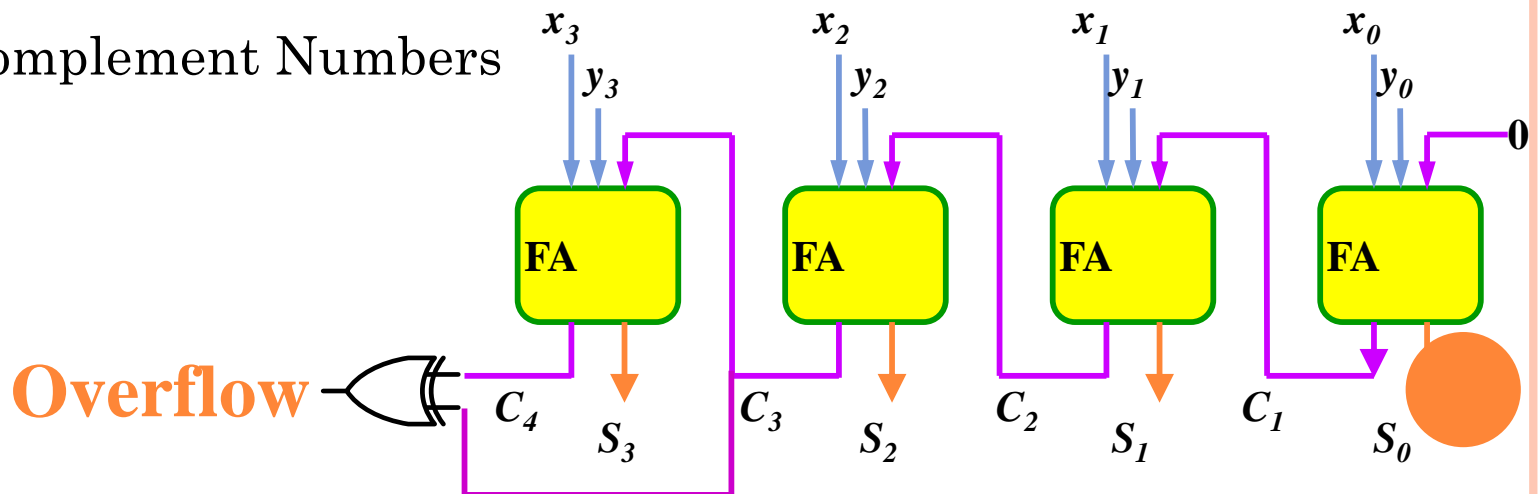 x3 x2 x1 x0
omplement Numbers
y3 y2 y1 y0
0
FA FA FA FA
Overflow
C4 C3 C2 C1
S3 S2 S1 S0